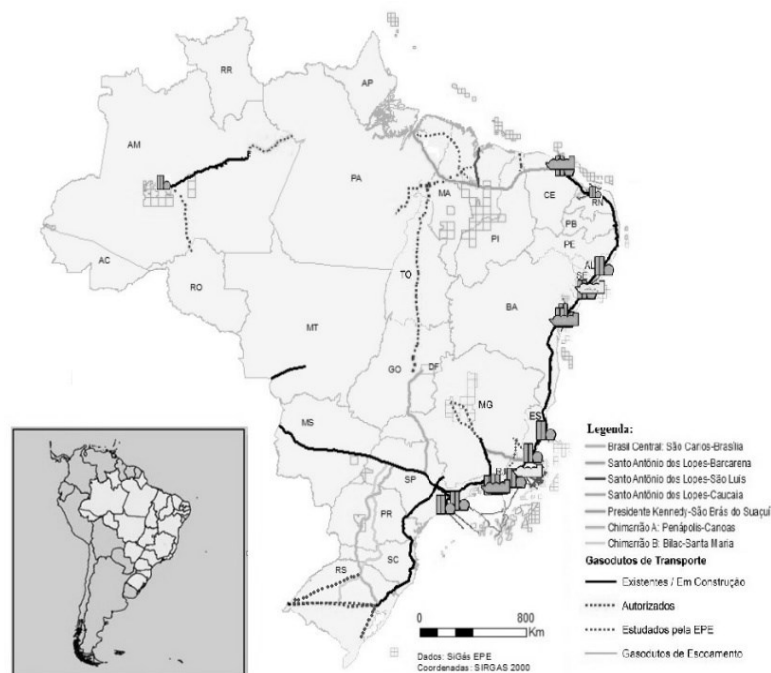 RR
AP
AM
PA
MA
CE
RN
PB
PE
PI
AL
SE
AC
RO
TO
BA
MT
GO
DF
MG
ES
MS
SP
PR
SC
RS
Legenda:
Brasil Central: São Carlos-Brasília
Santo Antônio dos Lopes-Barcarena
Santo Antônio dos Lopes-São Luís
Santo Antônio dos Lopes-Caucaia
Presidente Kennedy-São Brás do Suaçuí
Chimarrão A: Penápolis-Canoas
Chimarrão B: Bilac-Santa Maria
Gasodutos de Transporte
Existentes / Em Construção
Autorizados
Estudados pela EPE
Gasodutos de Escoamento
0 800
Km
Dados: SiGás EPE
Coordenadas: SIRGAS 2000